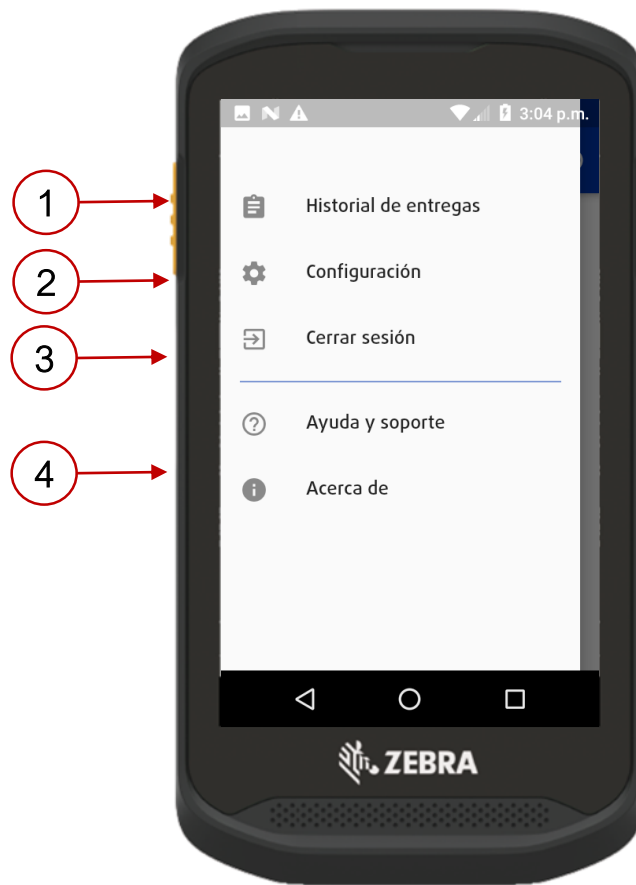 3:04 p.m.
1
Historial de entregas
2
Configuración
3
Cerrar sesión
Ayuda y soporte
4
Acerca de
ZEBRA